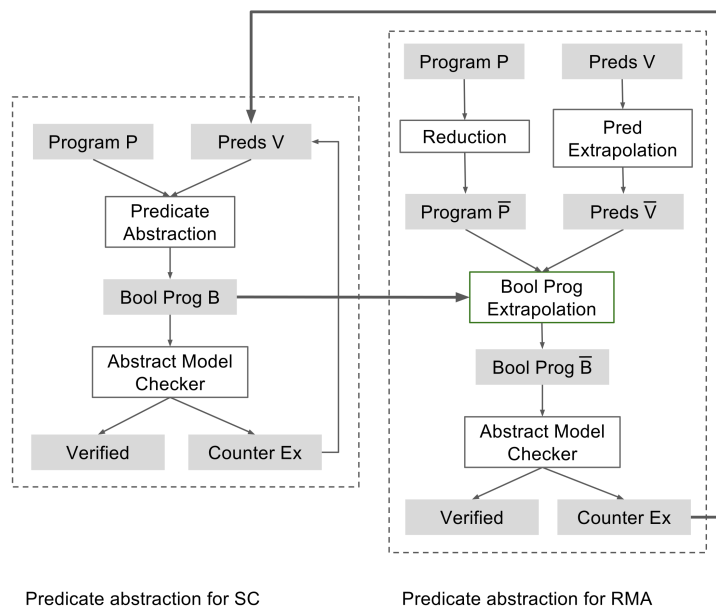 Program P
Preds V
Predicate
Abstraction
Bool Prog B
Abstract Model
Checker
Verified
Counter Ex
Program P
Preds V
Reduction
Pred
Extrapolation
Program P̅
Preds V̅
Bool Prog
Extrapolation
Bool Prog B̅
Abstract Model
Checker
Verified
Counter Ex
Predicate abstraction for SC
Predicate abstraction for RMA